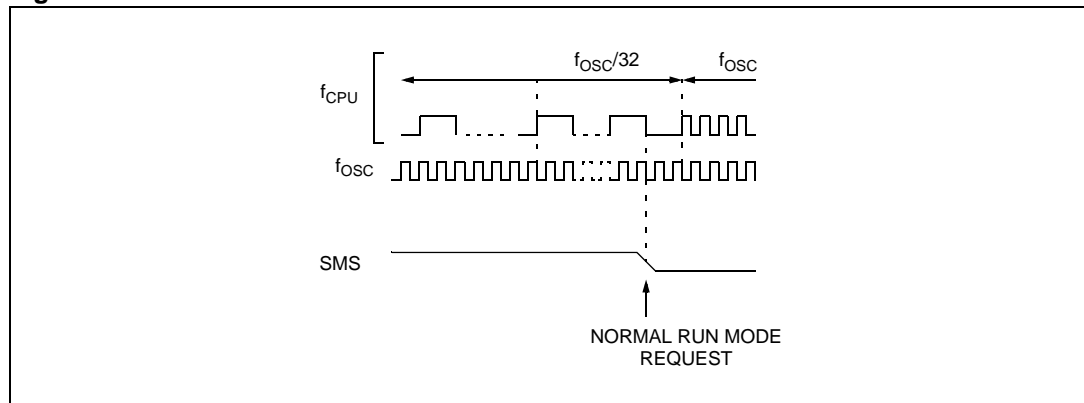 fOSC/32
fOSC
fCPU
fOSC
SMS
NORMAL RUN MODE
REQUEST